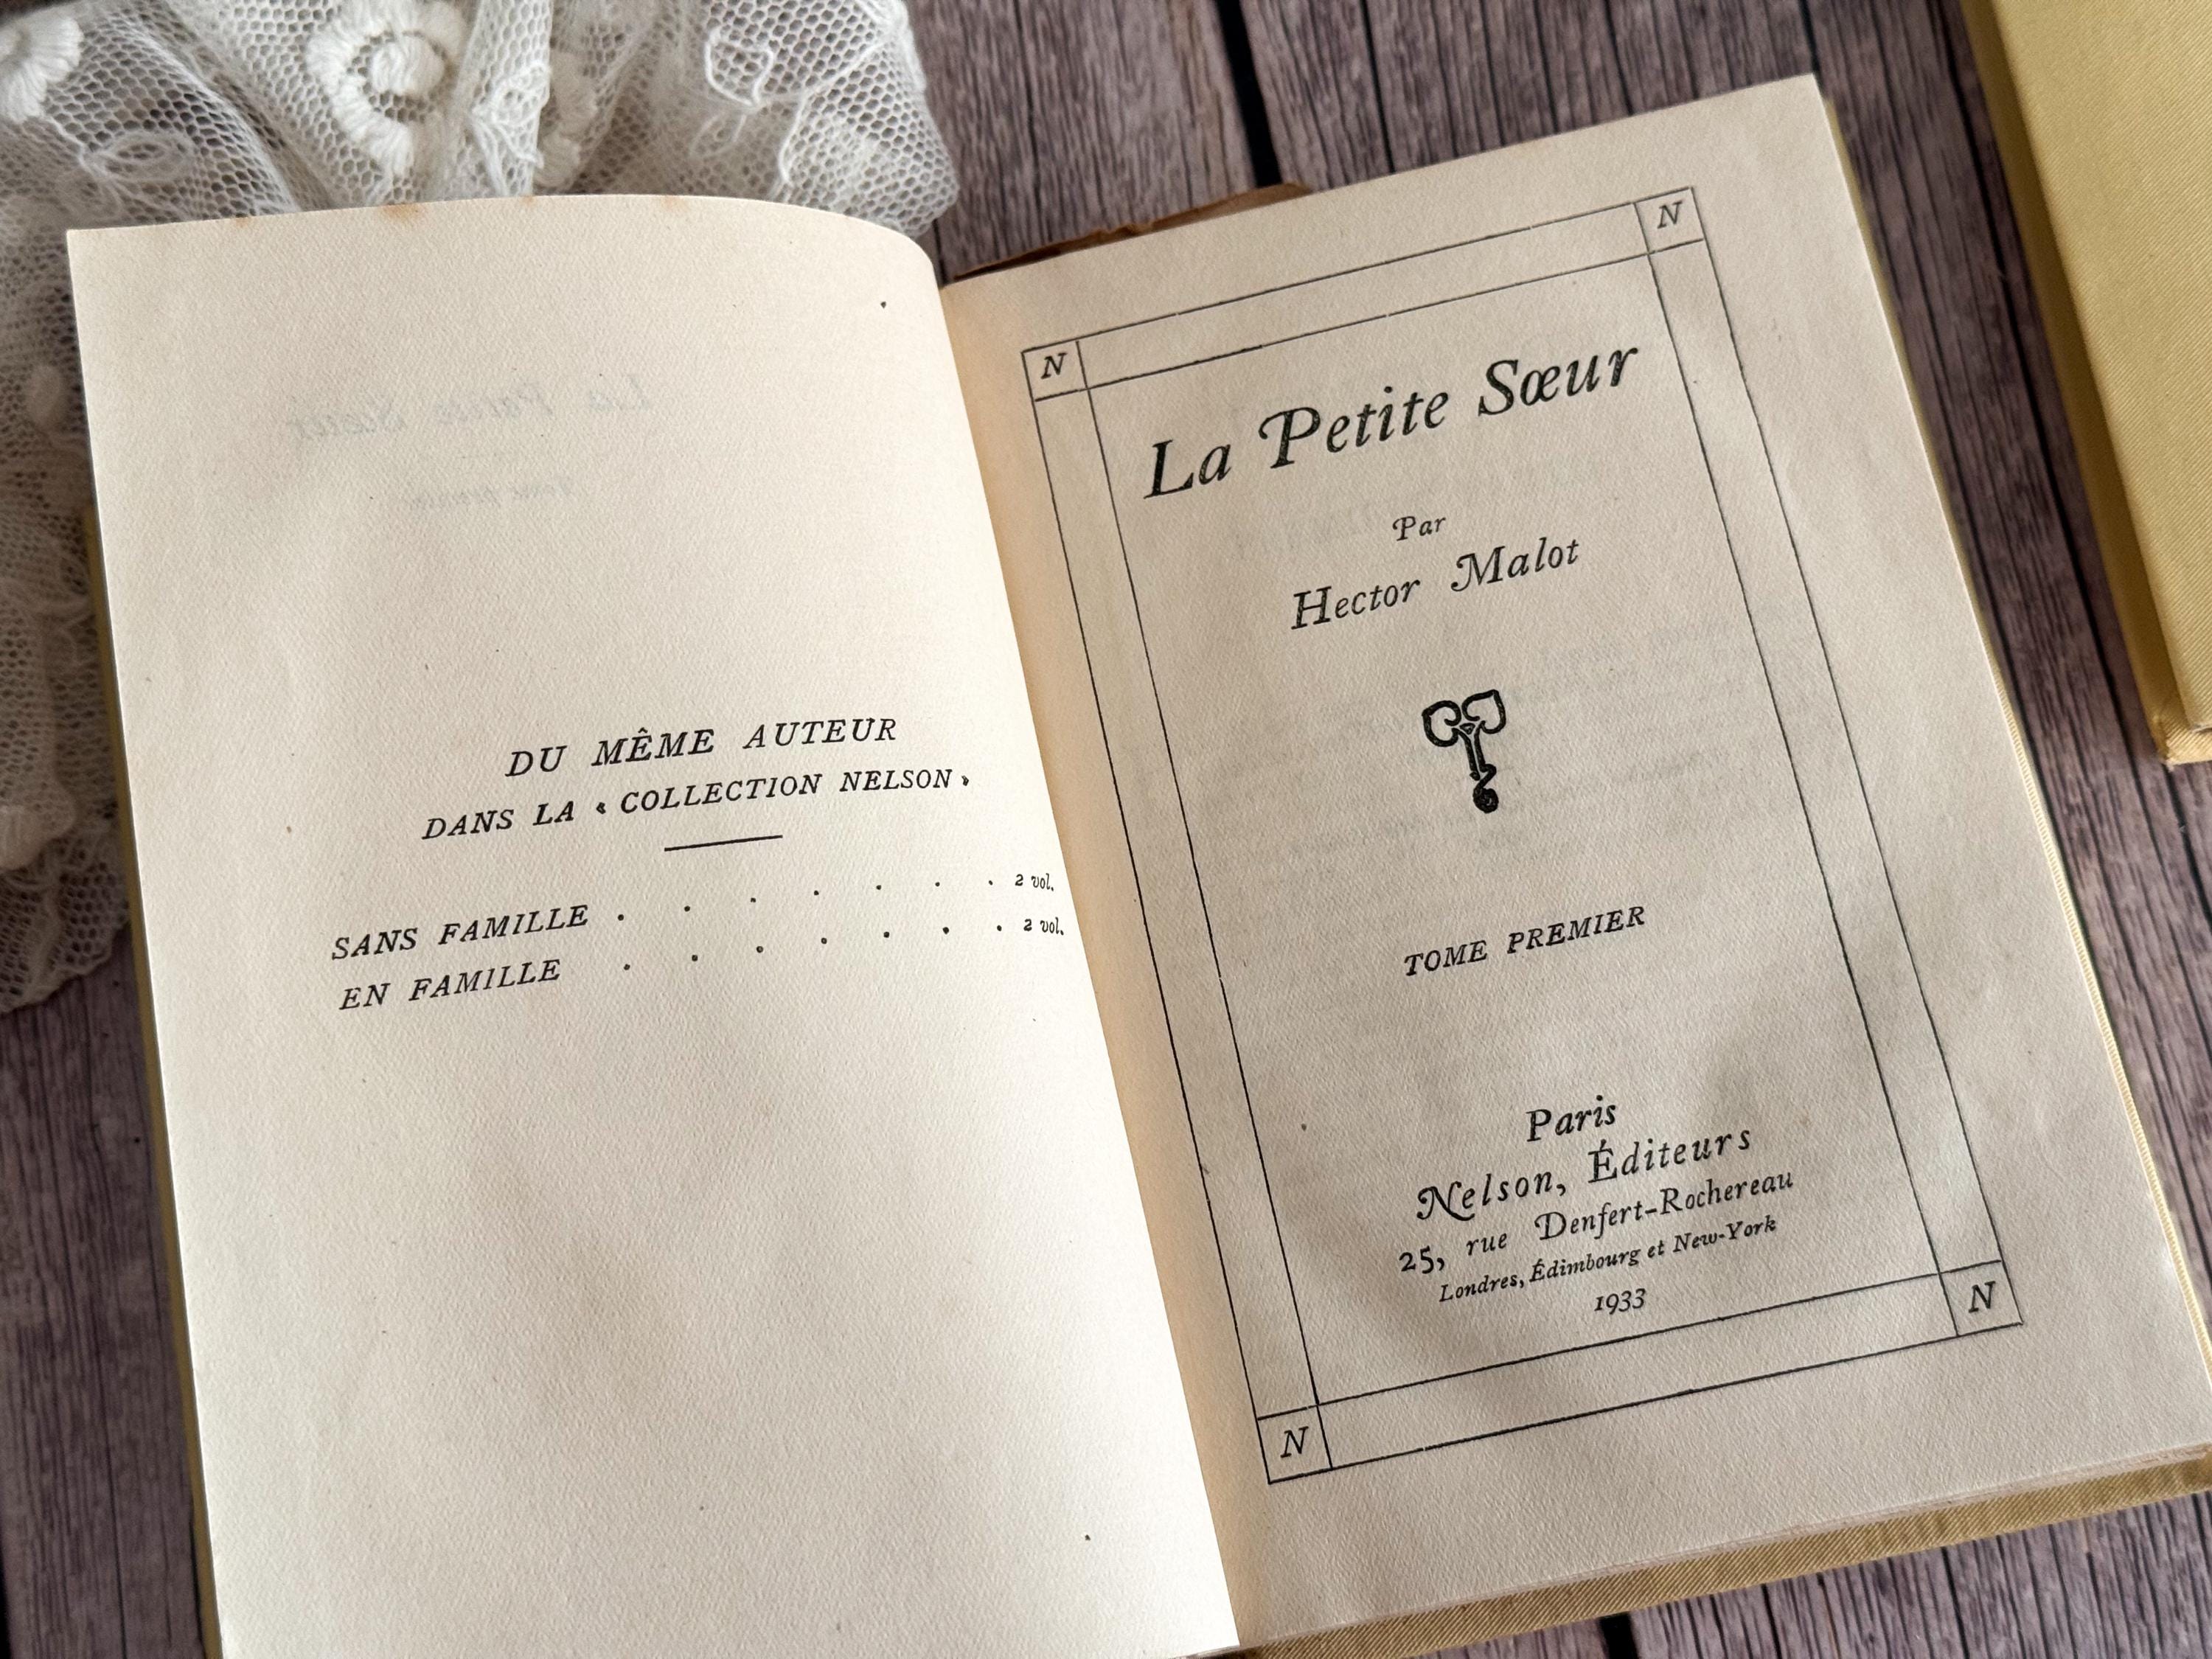 DU MÊME AUTEUR
DANS LA « COLLECTION NELSON »
SANS FAMILLE . . . . . . . 2 vol.
EN FAMILLE . . . . . . . 2 vol.
N
N
La Petite Sœur
Par
Hector Malot
TOME PREMIER
Paris
Nelson, Éditeurs
25, rue Denfert-Rochereau
Londres, Édimbourg et New-York
1933
N
N